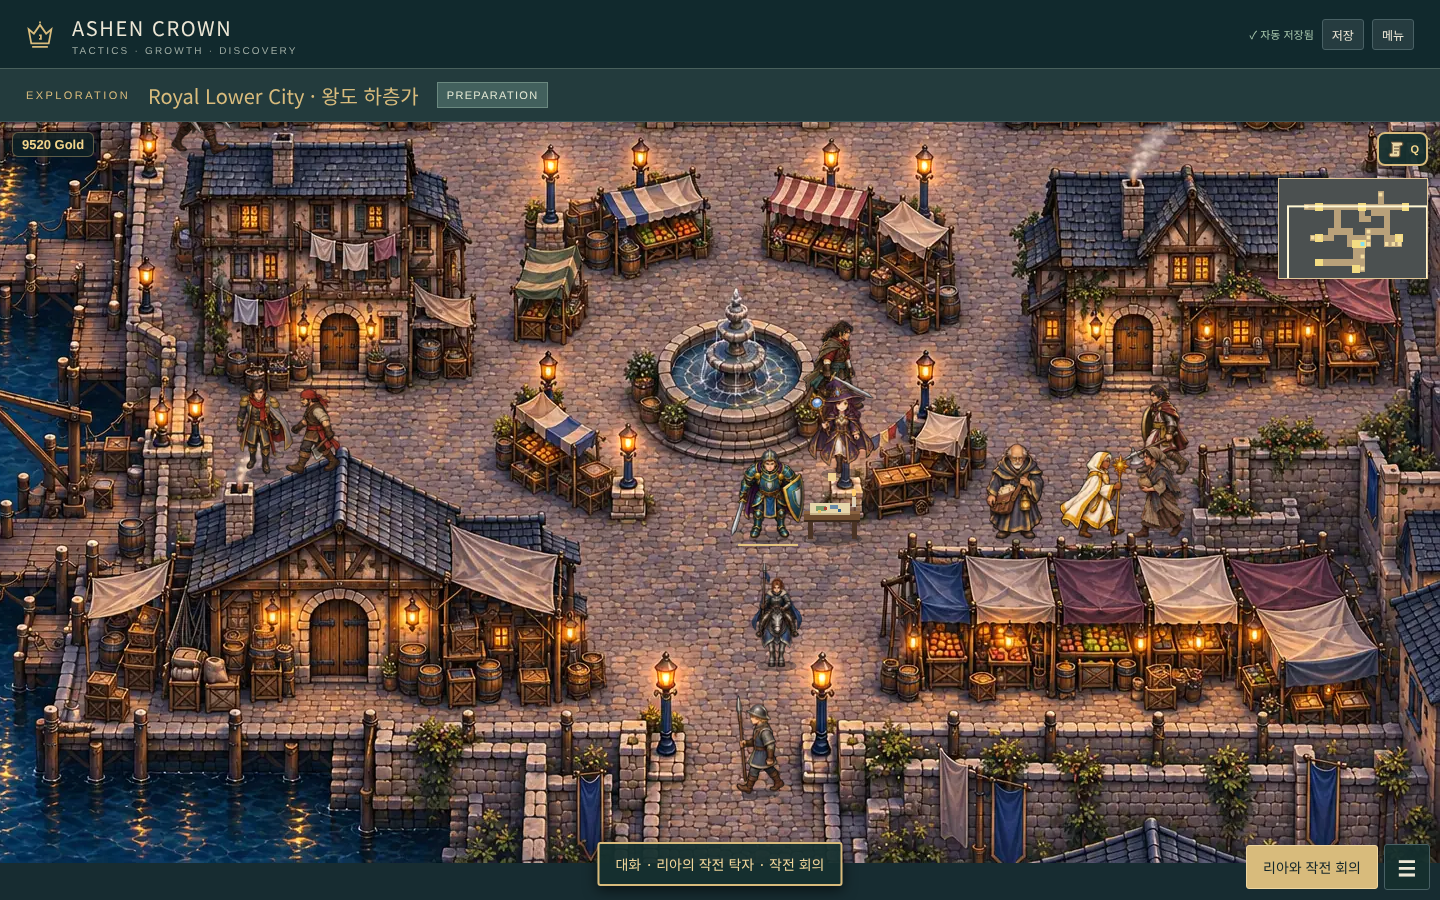 ASHEN CROWN
TACTICS · GROWTH · DISCOVERY
✓ 자동 저장됨
저장
메뉴
EXPLORATION
Royal Lower City · 왕도 하층가
PREPARATION
9520 Gold
Q
대화 · 리아의 작전 탁자 · 작전 회의
리아와 작전 회의